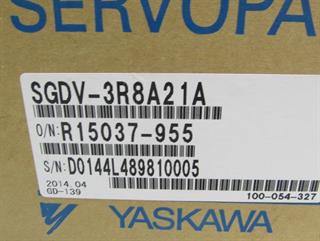 SERVOPA
SGDV-3R8A21A
O/N: R15037-955
S/N: D0144L489810005
2014.04
GD-139
100-054-327
YASKAWA